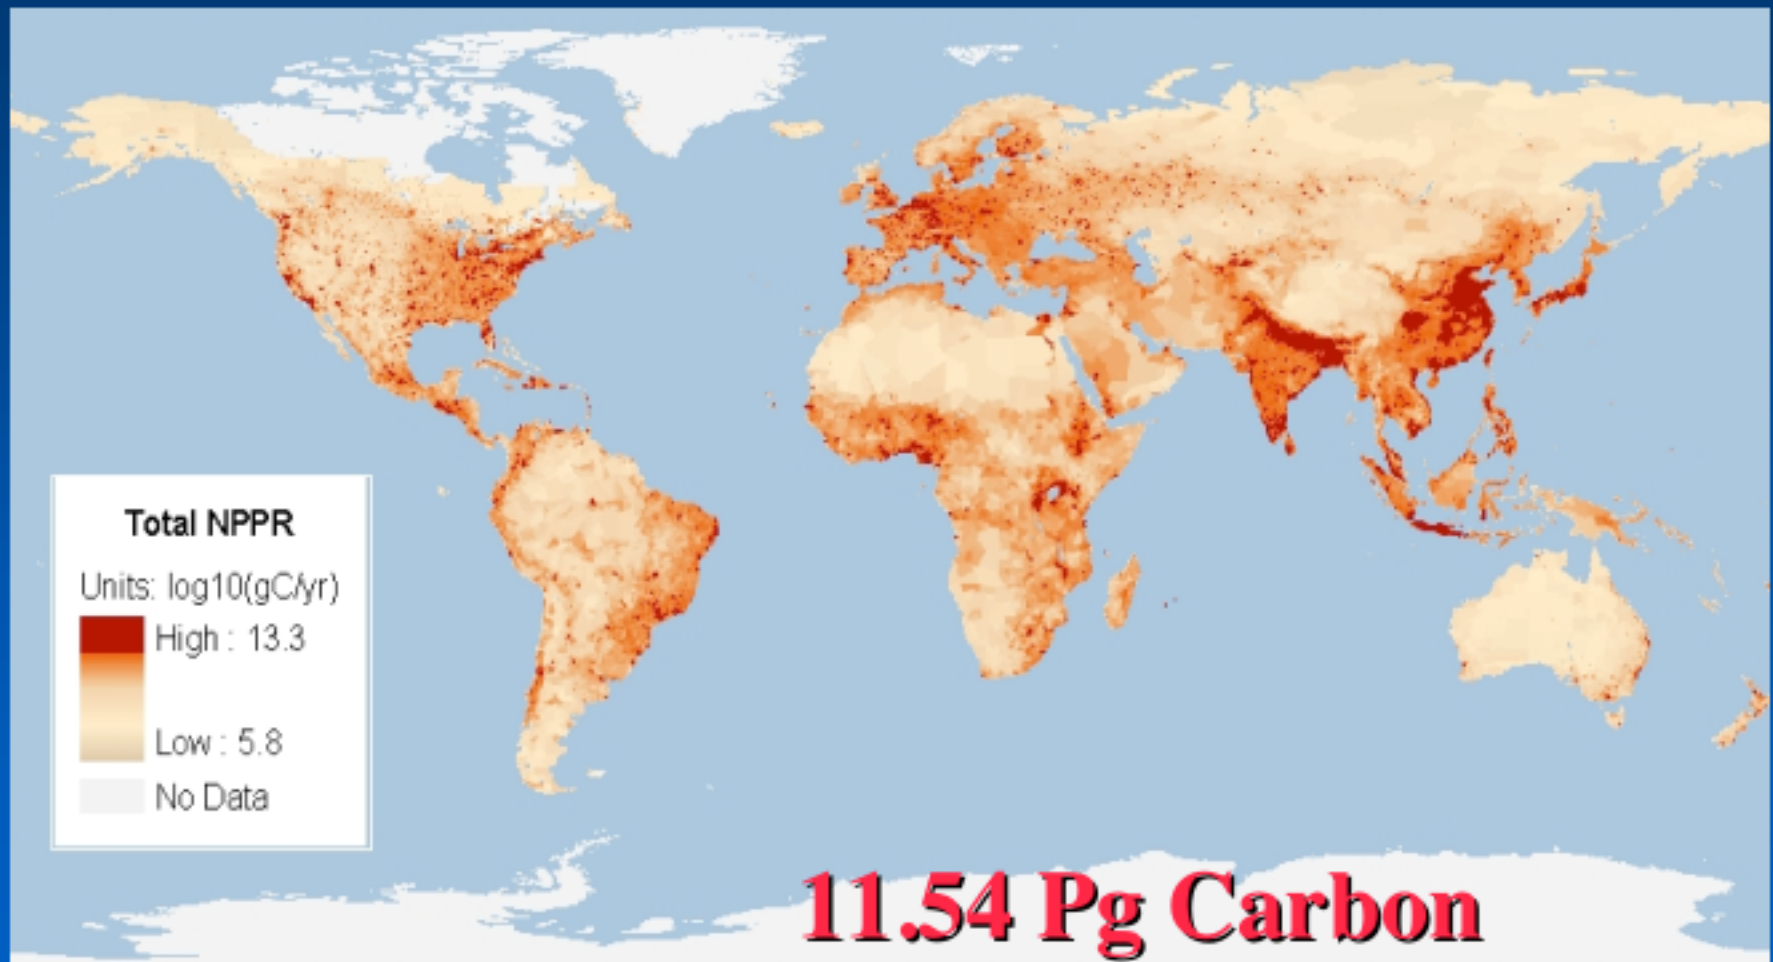 Total NPPR
Units: log10(gC/yr)
High : 13.3
Low : 5.8
No Data
11.54 Pg Carbon